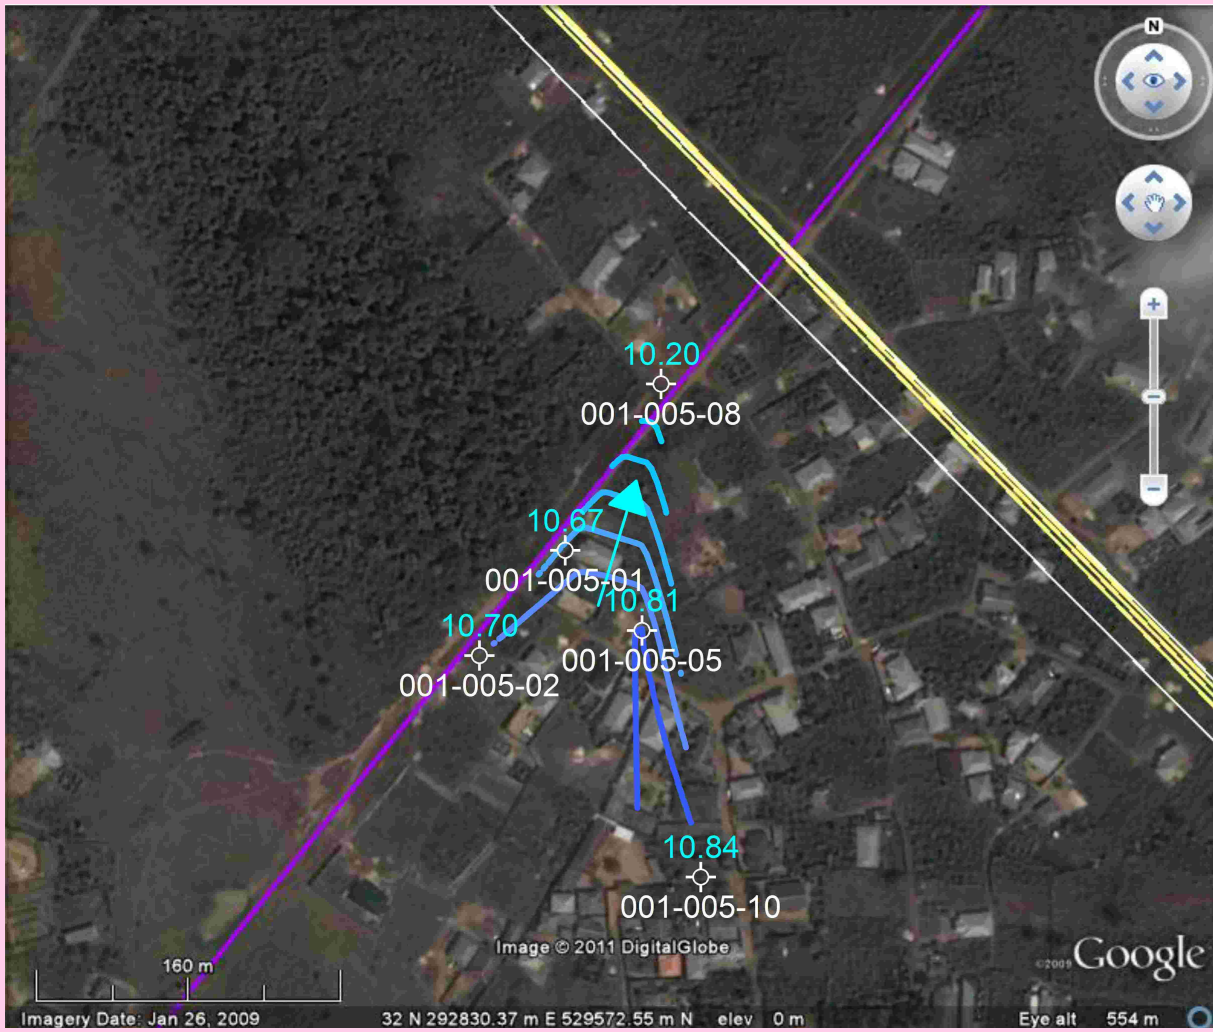 N
10.20
001-005-08
10.67
001-005-01
10.81
10.70
001-005-05
001-005-02
10.84
001-005-10
Image © 2011 DigitalGlobe
©2009 Google
160 m
Imagery Date: Jan 26, 2009 32 N 292830.37 m E 529572.55 m N elev 0 m Eye alt 554 m